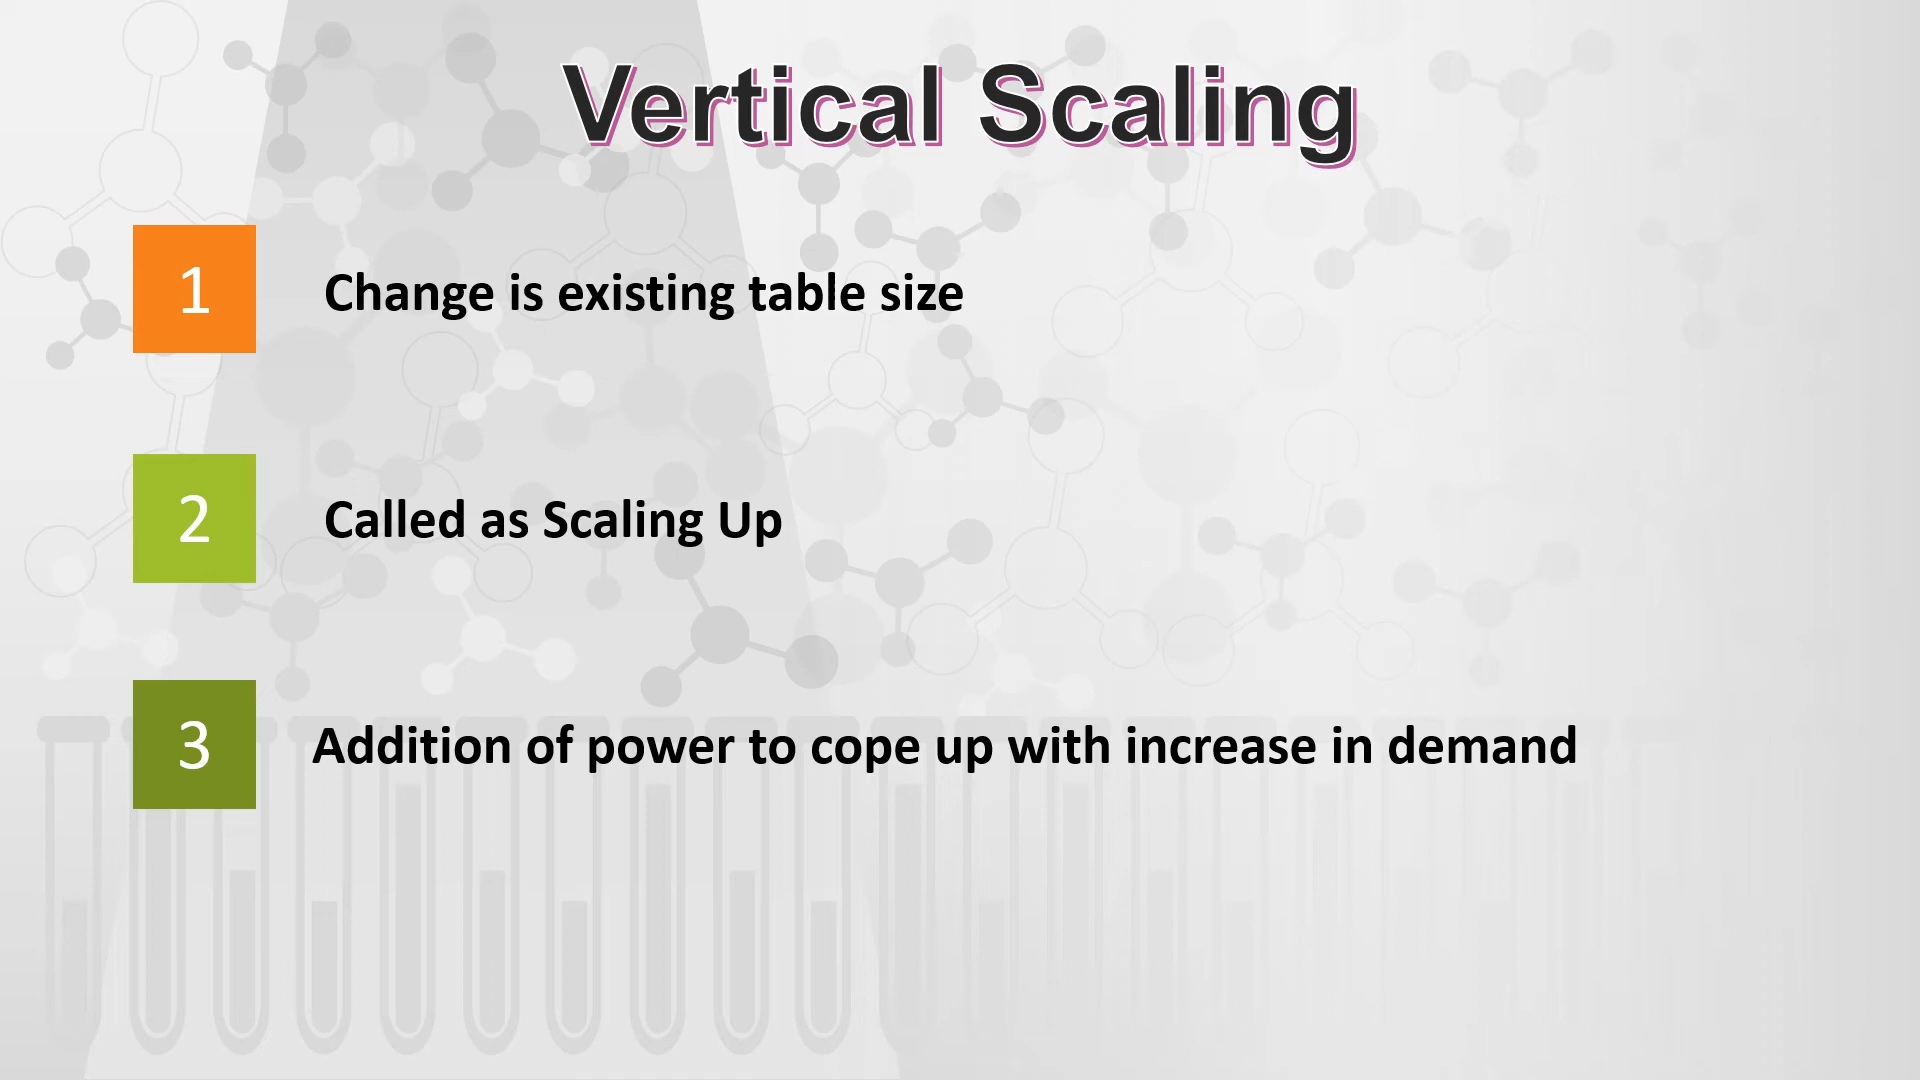 Vertical Scaling
1
Change is existing table size
2
Called as Scaling Up
3
Addition of power to cope up with increase in demand